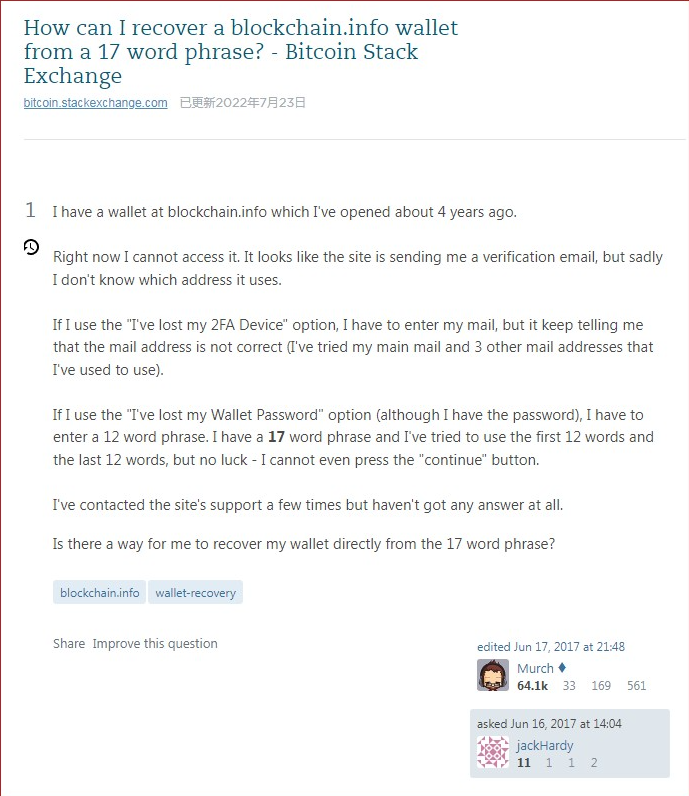 How can I recover a blockchain.info wallet
from a 17 word phrase? - Bitcoin Stack
Exchange
bitcoin.stackexchange.com 已更新2022年7月23日
1 I have a wallet at blockchain.info which I've opened about 4 years ago.
Right now I cannot access it. It looks like the site is sending me a verification email, but sadly
I don't know which address it uses.
If I use the "I've lost my 2FA Device" option, I have to enter my mail, but it keep telling me
that the mail address is not correct (I've tried my main mail and 3 other mail addresses that
I've used to use).
If I use the "I've lost my Wallet Password" option (although I have the password), I have to
enter a 12 word phrase. I have a 17 word phrase and I've tried to use the first 12 words and
the last 12 words, but no luck - I cannot even press the "continue" button.
I've contacted the site's support a few times but haven't got any answer at all.
Is there a way for me to recover my wallet directly from the 17 word phrase?
blockchain.info wallet-recovery
Share Improve this question
edited Jun 17, 2017 at 21:48
Murch ♦
64.1k 33 169 561
asked Jun 16, 2017 at 14:04
jackHardy
11 1 1 2